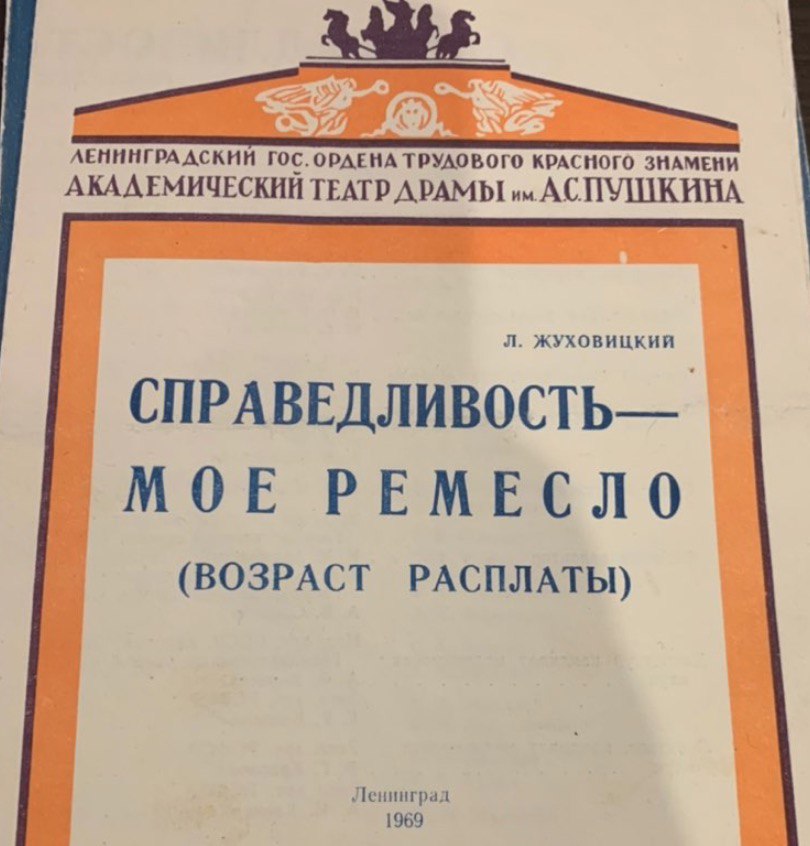 ЛЕНИНГРАДСКИЙ ГОС. ОРДЕНА ТРУДОВОГО КРАСНОГО ЗНАМЕНИ
АКАДЕМИЧЕСКИЙ ТЕАТР ДРАМЫ им. А.С. ПУШКИНА
Л. ЖУХОВИЦКИЙ
СПРАВЕДЛИВОСТЬ—
МОЕ РЕМЕСЛО
(ВОЗРАСТ РАСПЛАТЫ)
Ленинград
1969